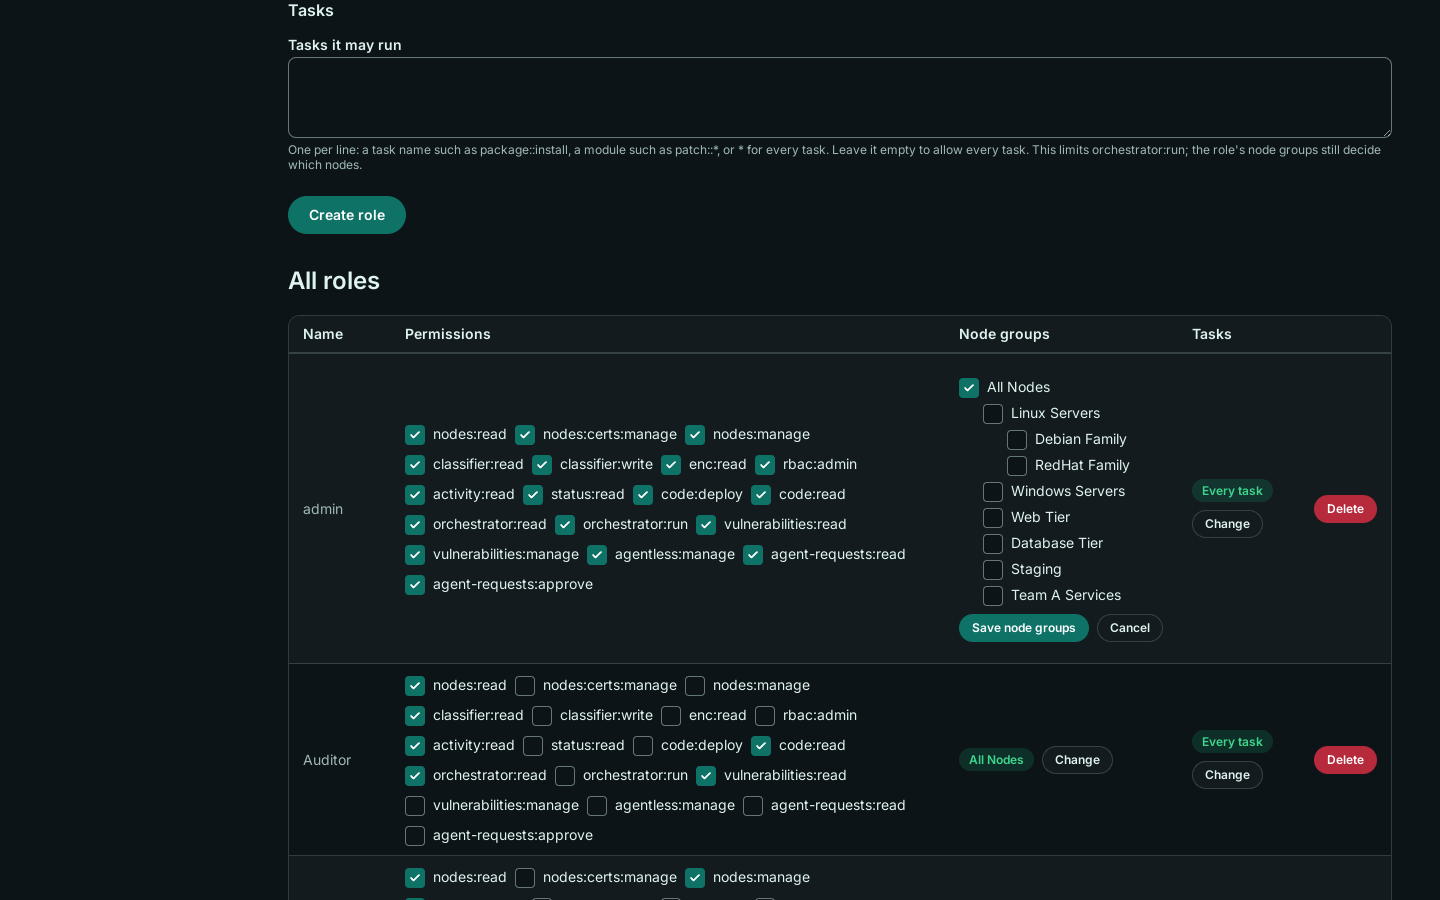 Tasks
Tasks it may run
One per line: a task name such as package::install, a module such as patch::*, or * for every task. Leave it empty to allow every task. This limits orchestrator:run; the role's node groups still decide
which nodes.
Create role
All roles
Name Permissions Node groups Tasks
admin
nodes:read nodes:certs:manage nodes:manage
classifier:read classifier:write enc:read rbac:admin
activity:read status:read code:deploy code:read
orchestrator:read orchestrator:run vulnerabilities:read
vulnerabilities:manage agentless:manage agent-requests:read
agent-requests:approve
All Nodes
Linux Servers
Debian Family
RedHat Family
Windows Servers
Web Tier
Database Tier
Staging
Team A Services
Save node groups Cancel
Every task
Change
Delete
Auditor
nodes:read nodes:certs:manage nodes:manage
classifier:read classifier:write enc:read rbac:admin
activity:read status:read code:deploy code:read
orchestrator:read orchestrator:run vulnerabilities:read
vulnerabilities:manage agentless:manage agent-requests:read
agent-requests:approve
All Nodes Change
Every task
Change
Delete
nodes:read nodes:certs:manage nodes:manage